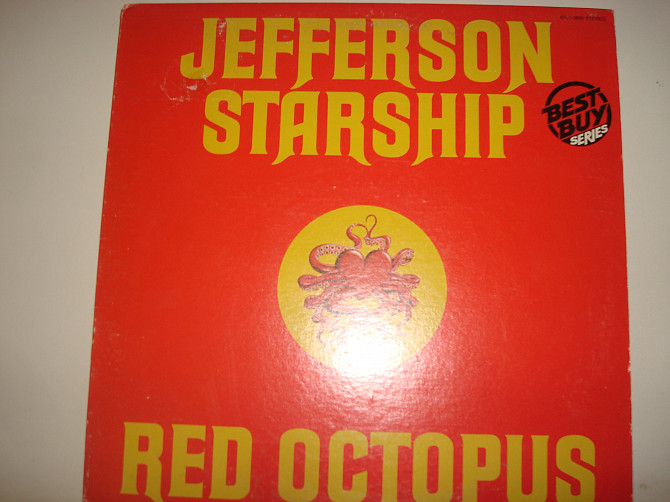 JEFFERSON
STARSHIP
BEST
BUY
SERIES
RED OCTOPUS